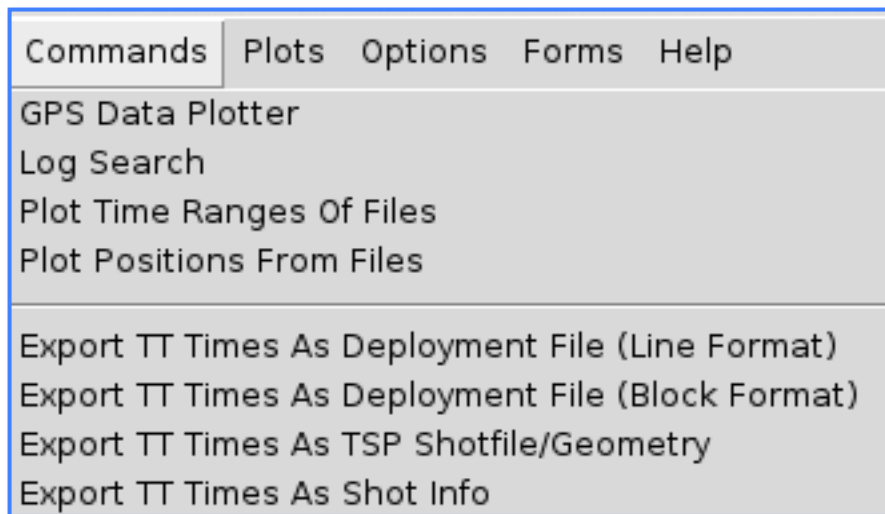 Commands Plots Options Forms Help
GPS Data Plotter
Log Search
Plot Time Ranges Of Files
Plot Positions From Files
Export TT Times As Deployment File (Line Format)
Export TT Times As Deployment File (Block Format)
Export TT Times As TSP Shotfile/Geometry
Export TT Times As Shot Info